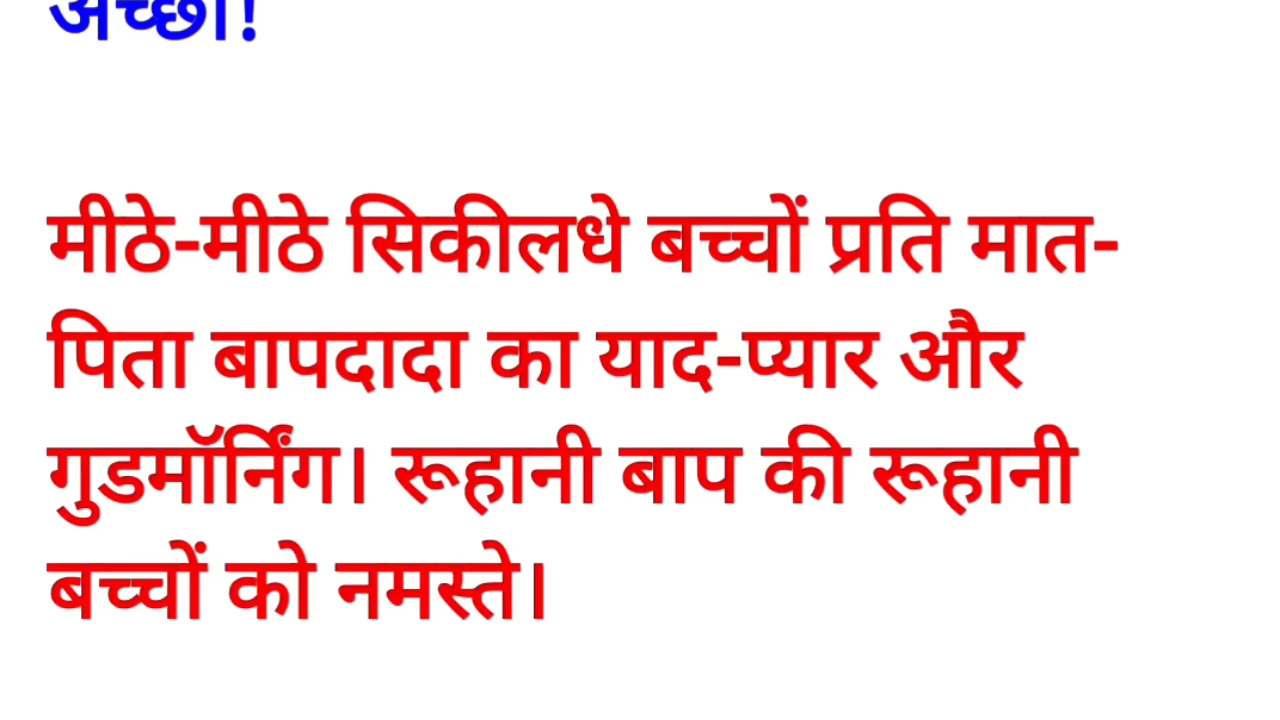 अच्छा!
मीठे-मीठे सिकीलधे बच्चों प्रति मात-
पिता बापदादा का याद-प्यार और
गुडमॉर्निंग। रूहानी बाप की रूहानी
बच्चों को नमस्ते।